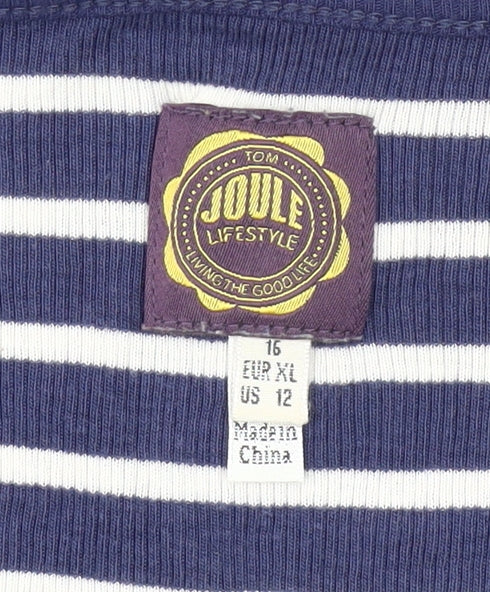 TOM
JOULE
LIFESTYLE
LIVING THE GOOD LIFE
16
EUR XL
US 12
Made in
China